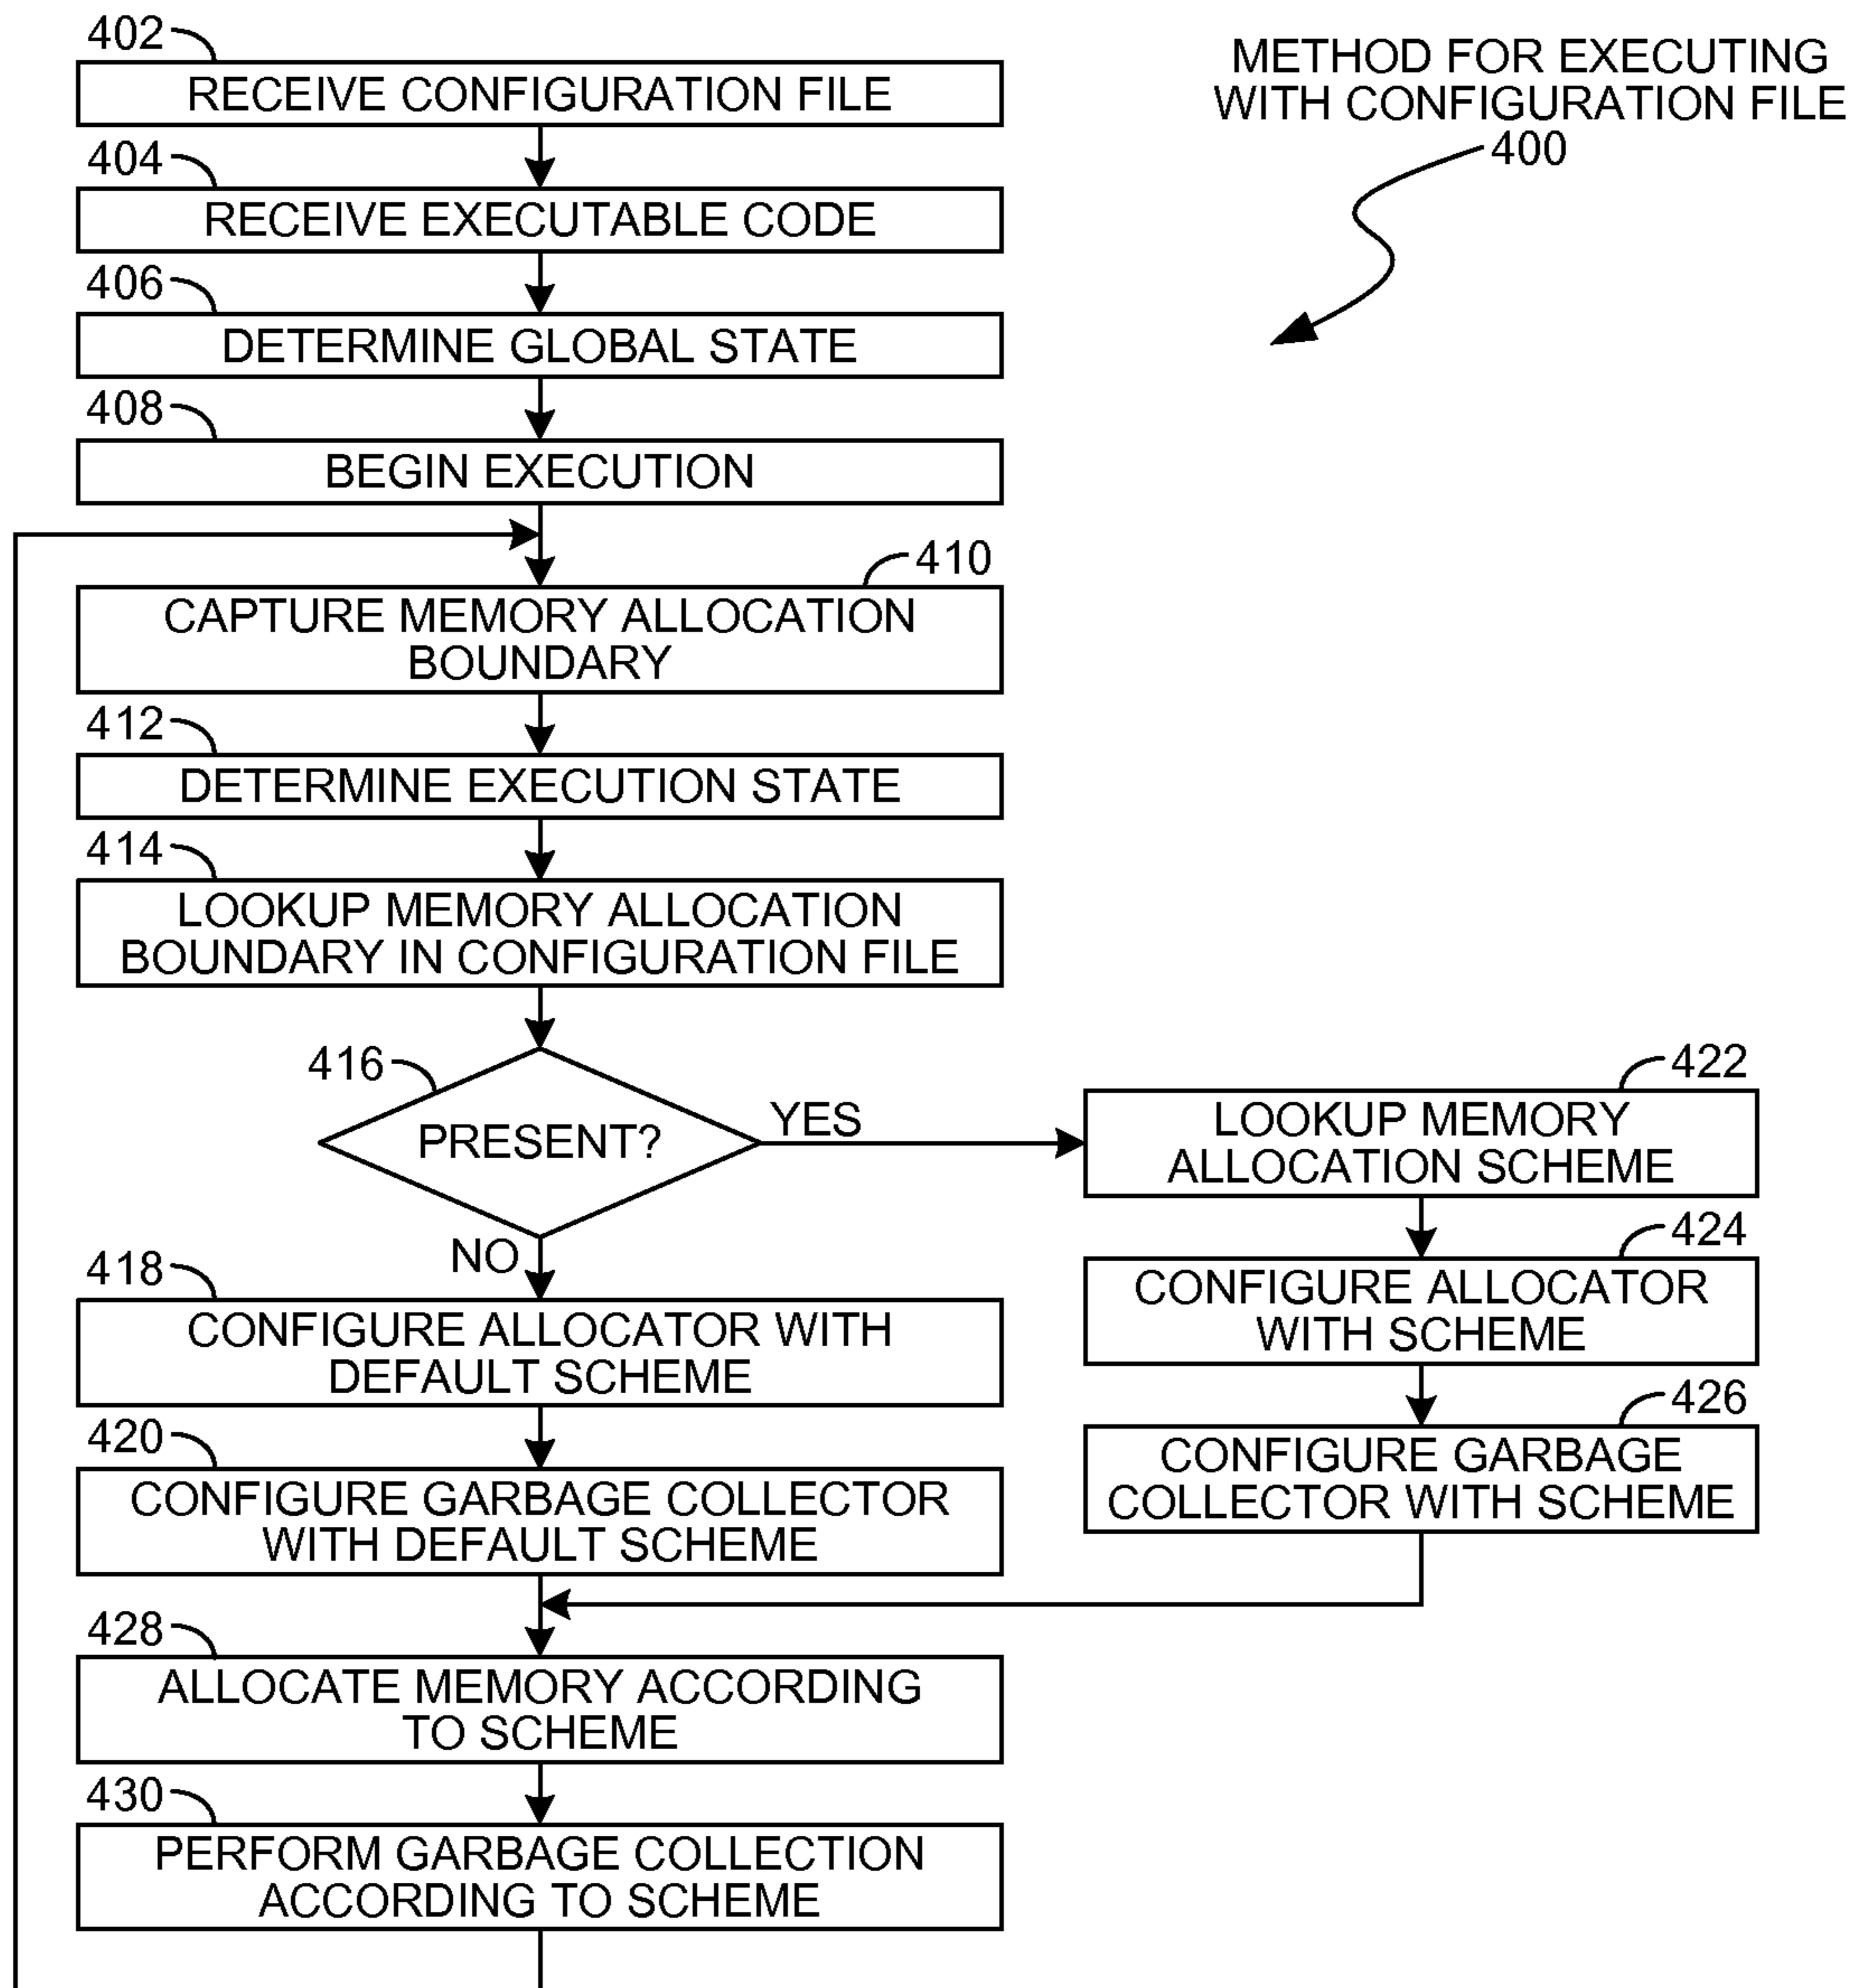 METHOD FOR EXECUTING
WITH CONFIGURATION FILE
400
402
RECEIVE CONFIGURATION FILE
404
RECEIVE EXECUTABLE CODE
406
DETERMINE GLOBAL STATE
408
BEGIN EXECUTION
410
CAPTURE MEMORY ALLOCATION
BOUNDARY
412
DETERMINE EXECUTION STATE
414
LOOKUP MEMORY ALLOCATION
BOUNDARY IN CONFIGURATION FILE
416
PRESENT?
YES
NO
418
CONFIGURE ALLOCATOR WITH
DEFAULT SCHEME
420
CONFIGURE GARBAGE COLLECTOR
WITH DEFAULT SCHEME
422
LOOKUP MEMORY
ALLOCATION SCHEME
424
CONFIGURE ALLOCATOR
WITH SCHEME
426
CONFIGURE GARBAGE
COLLECTOR WITH SCHEME
428
ALLOCATE MEMORY ACCORDING
TO SCHEME
430
PERFORM GARBAGE COLLECTION
ACCORDING TO SCHEME